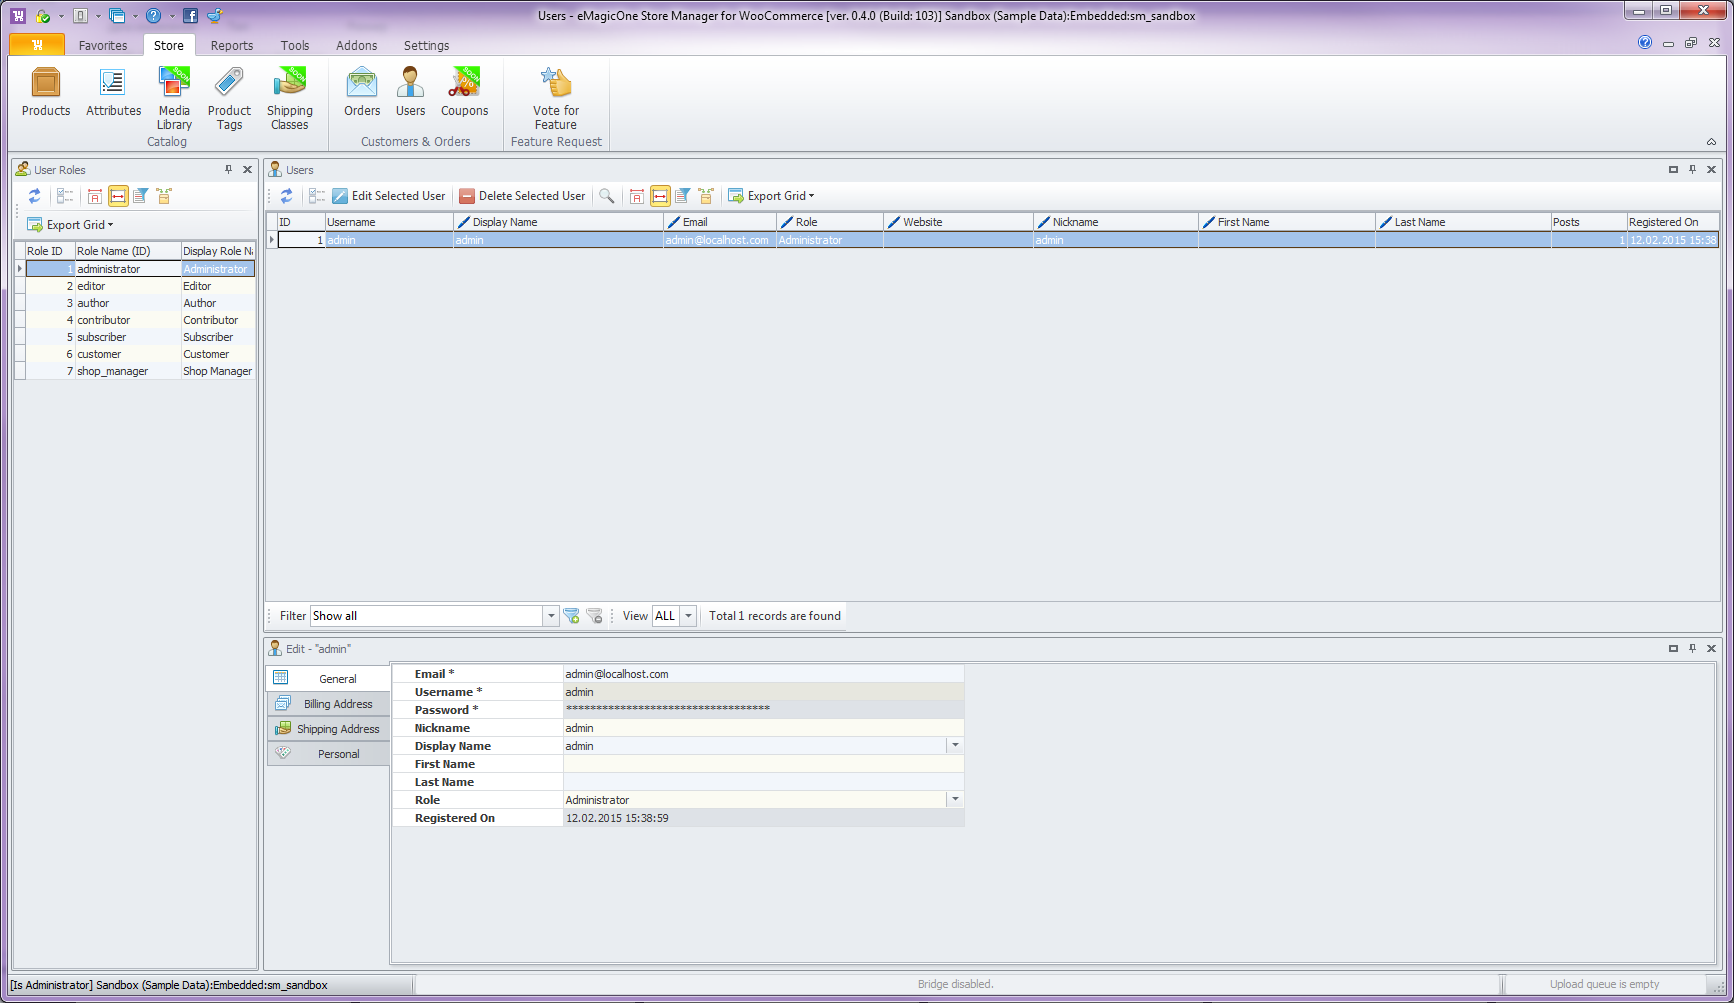 Users - eMagicOne Store Manager for WooCommerce [ver. 0.4.0 (Build: 103)] Sandbox (Sample Data):Embedded:sm_sandbox
Favorites Store Reports Tools Addons Settings
Products Attributes Media Library Product Tags Shipping Classes Orders Users Coupons Vote for Feature
SOON SOON SOON
Catalog Customers & Orders Feature Request
User Roles
Export Grid
Role ID Role Name (ID) Display Role N
1 administrator Administrator
2 editor Editor
3 author Author
4 contributor Contributor
5 subscriber Subscriber
6 customer Customer
7 shop_manager Shop Manager
Users
Edit Selected User Delete Selected User Export Grid
ID Username Display Name Email Role Website Nickname First Name Last Name Posts Registered On
1 admin admin admin@localhost.com Administrator admin 1 12.02.2015 15:38
Filter Show all View ALL Total 1 records are found
Edit - "admin"
General
Billing Address
Shipping Address
Personal
Email * admin@localhost.com
Username * admin
Password * **********************************
Nickname admin
Display Name admin
First Name
Last Name
Role Administrator
Registered On 12.02.2015 15:38:59
[Is Administrator] Sandbox (Sample Data):Embedded:sm_sandbox Bridge disabled. Upload queue is empty